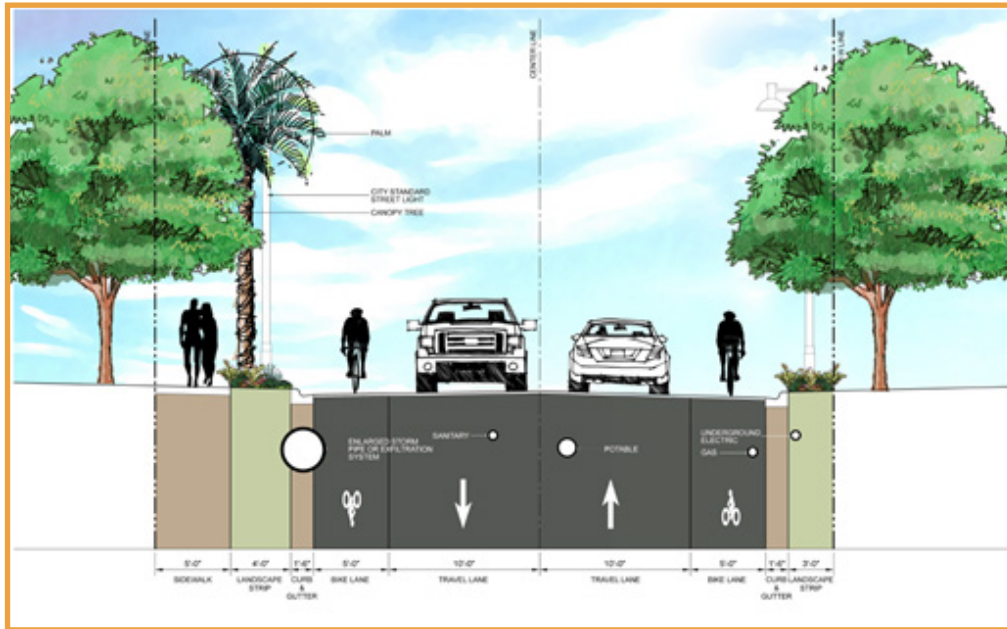 CENTER LINE
PALM
CITY STANDARD
STREET LIGHT
CANOPY TREE
ENLARGED STORM
PIPE OR EXFILTRATION
SYSTEM
SANITARY
POTABLE
UNDERGROUND
ELECTRIC
GAS
5'-0"
4'-0"
1'-6"
5'-0"
10'-0"
10'-0"
5'-0"
1'-6"
3'-0"
SIDEWALK
LANDSCAPE
STRIP
CURB
&
GUTTER
BIKE LANE
TRAVEL LANE
TRAVEL LANE
BIKE LANE
CURB
&
GUTTER
LANDSCAPE
STRIP